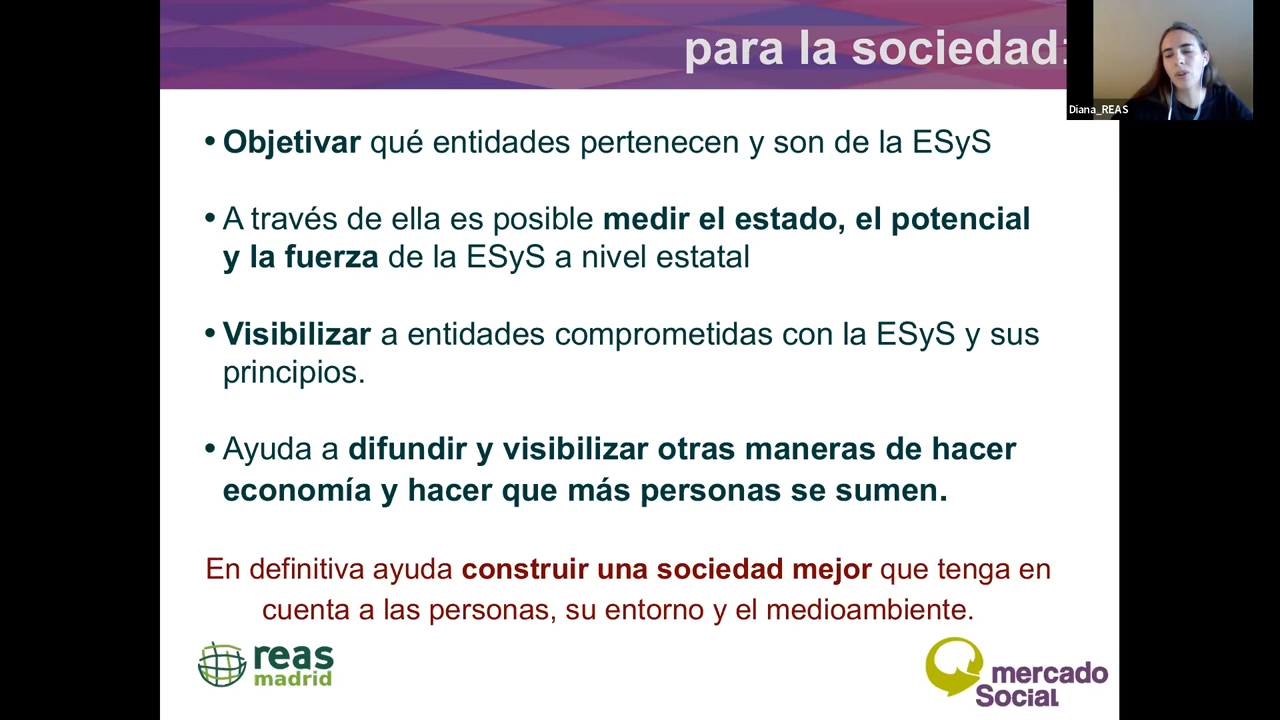 para la sociedad:
Diana_REAS
• Objetivar qué entidades pertenecen y son de la ESyS
• A través de ella es posible medir el estado, el potencial
y la fuerza de la ESyS a nivel estatal
• Visibilizar a entidades comprometidas con la ESyS y sus
principios.
• Ayuda a difundir y visibilizar otras maneras de hacer
economía y hacer que más personas se sumen.
En definitiva ayuda construir una sociedad mejor que tenga en
cuenta a las personas, su entorno y el medioambiente.
reas
madrid
mercado
Social